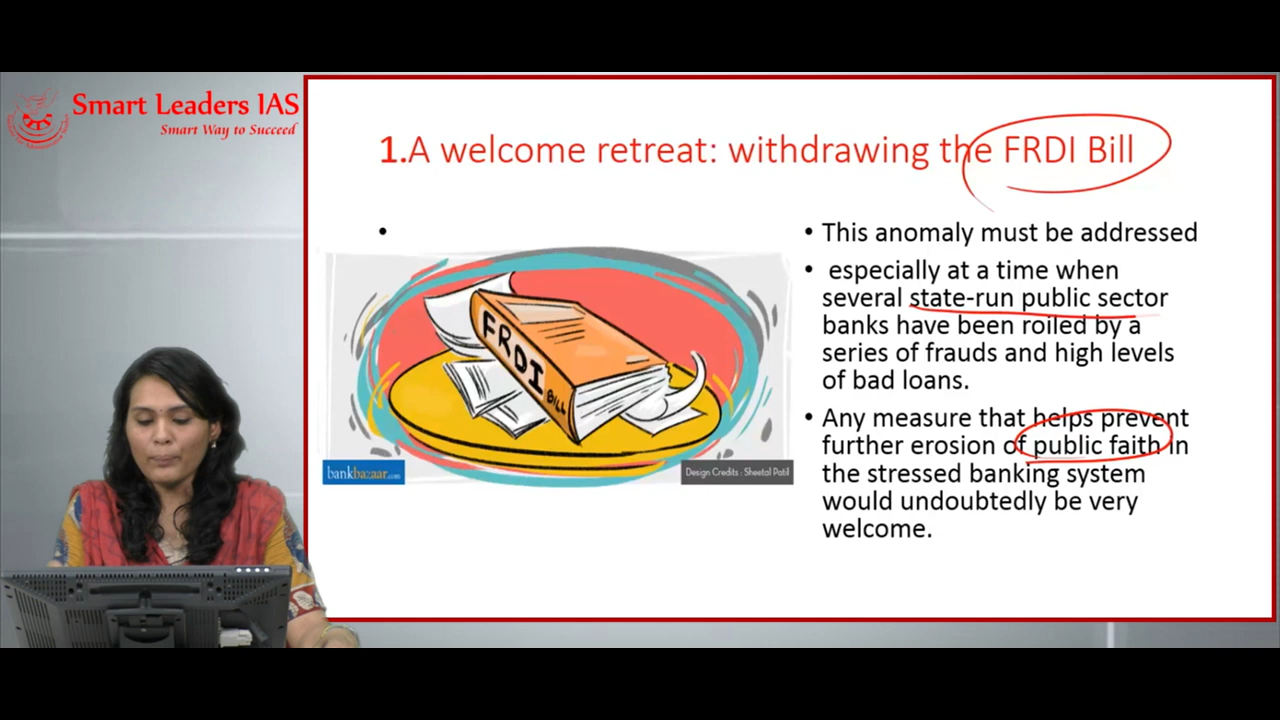 Smart Leaders IAS
Smart Way to Succeed
1.A welcome retreat: withdrawing the FRDI Bill
•
FRDI BILL
bankbazaar.com
Design Credits : Sheetal Patil
• This anomaly must be addressed
• especially at a time when
several state-run public sector
banks have been roiled by a
series of frauds and high levels
of bad loans.
• Any measure that helps prevent
further erosion of public faith in
the stressed banking system
would undoubtedly be very
welcome.